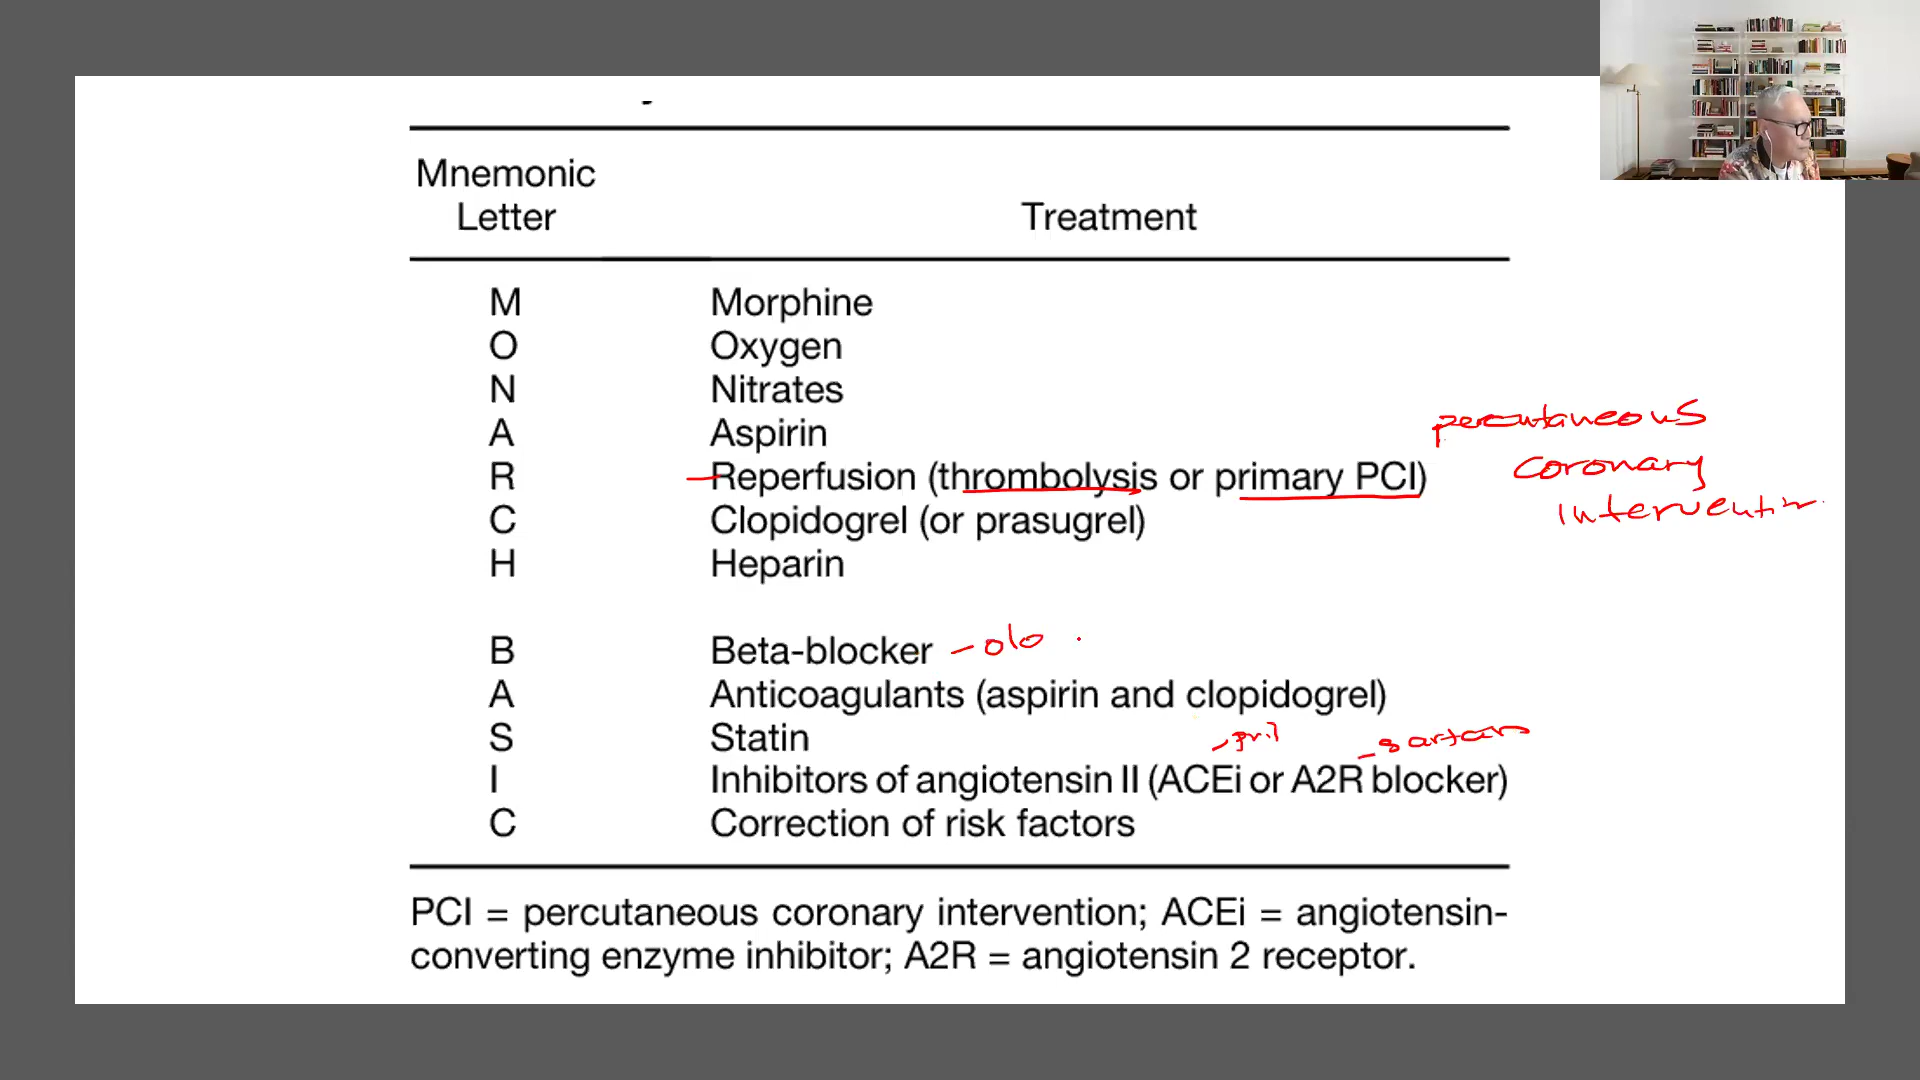 Mnemonic
Letter
Treatment
M Morphine
O Oxygen
N Nitrates
A Aspirin
percutaneous
R Reperfusion (thrombolysis or primary PCI)
coronary
intervention
C Clopidogrel (or prasugrel)
H Heparin
B Beta-blocker - olo
A Anticoagulants (aspirin and clopidogrel)
S Statin
- pril - sartans
I Inhibitors of angiotensin II (ACEi or A2R blocker)
C Correction of risk factors
PCI = percutaneous coronary intervention; ACEi = angiotensin-
converting enzyme inhibitor; A2R = angiotensin 2 receptor.